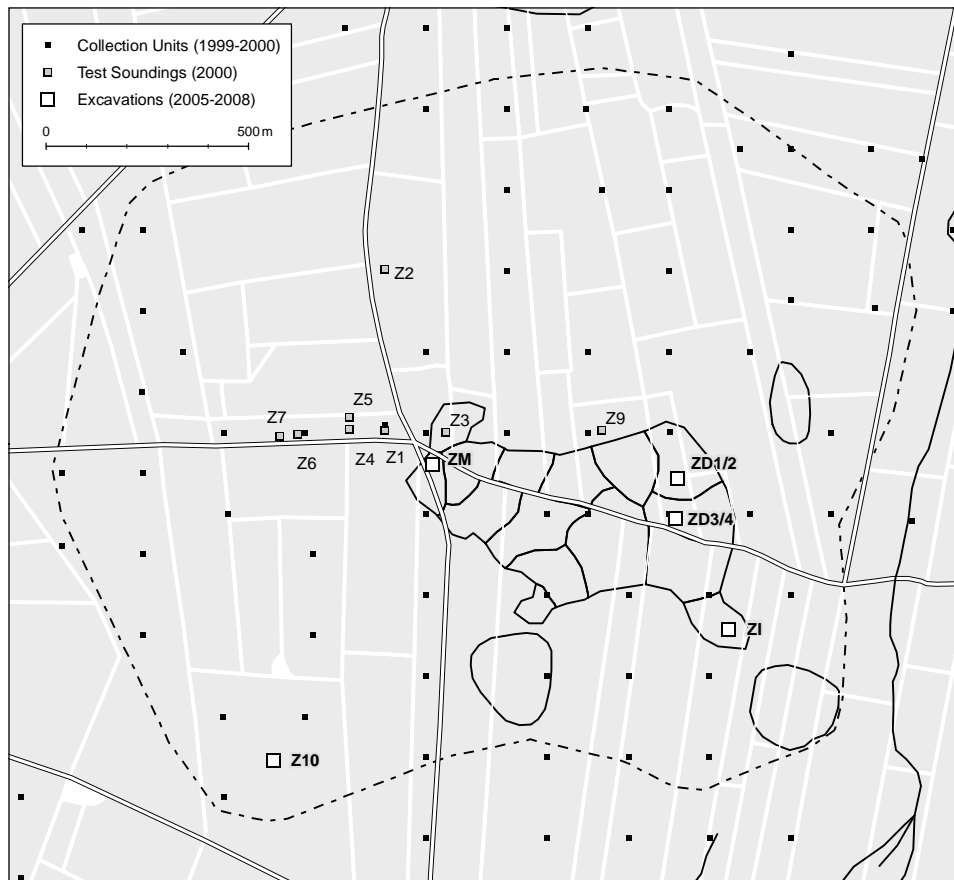 Collection Units (1999-2000)
Test Soundings (2000)
Excavations (2005-2008)
0 500 m
Z2
Z5
Z7
Z3
Z9
Z6
Z4
Z1
ZM
ZD1/2
ZD3/4
ZI
Z10